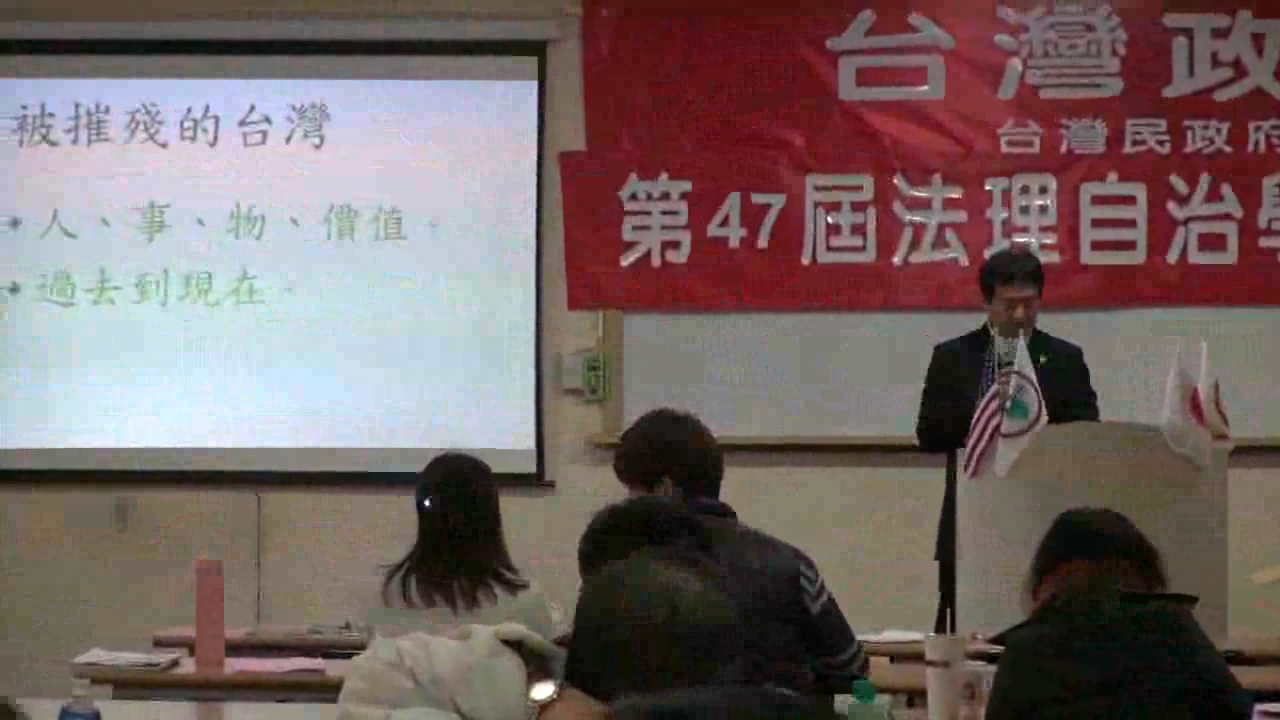 被摧殘的台灣
人、事、物、價值。
過去到現在。
台灣政
台灣民政府
第47屆法理自治學